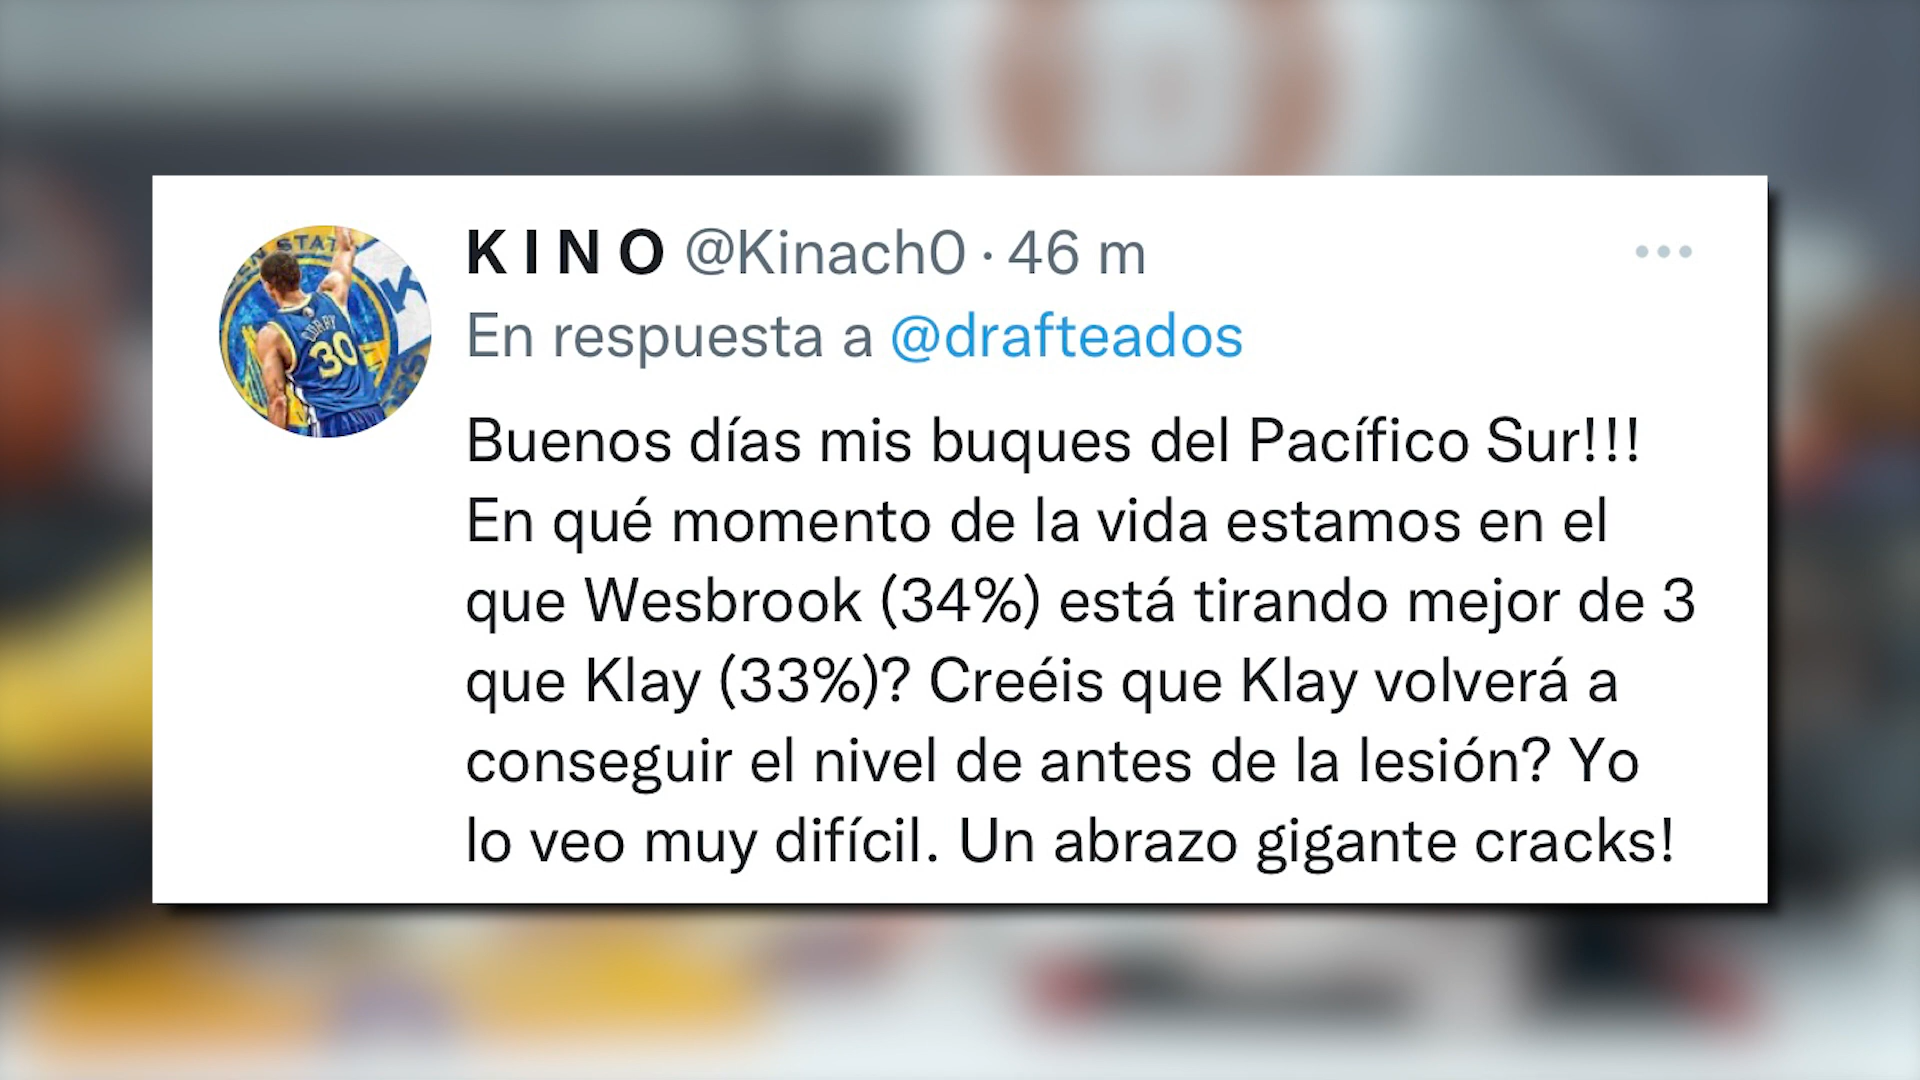 K I N O @Kinach0 · 46 m
En respuesta a @drafteados
Buenos días mis buques del Pacífico Sur!!!
En qué momento de la vida estamos en el
que Wesbrook (34%) está tirando mejor de 3
que Klay (33%)? Creéis que Klay volverá a
conseguir el nivel de antes de la lesión? Yo
lo veo muy difícil. Un abrazo gigante cracks!
CURRY
30